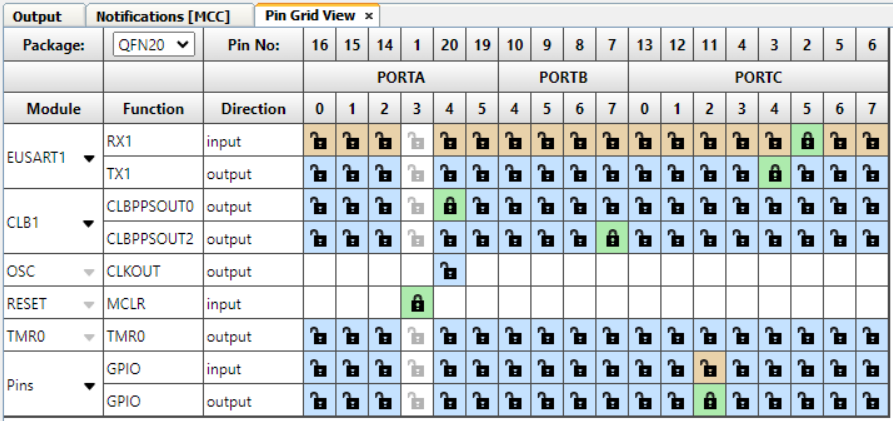 Output Notifications [MCC] Pin Grid View ×
Package: QFN20 Pin No: 16 15 14 1 20 19 10 9 8 7 13 12 11 4 3 2 5 6
PORTA PORTB PORTC
Module Function Direction 0 1 2 3 4 5 4 5 6 7 0 1 2 3 4 5 6 7
EUSART1 RX1 input
TX1 output
CLB1 CLBPPSOUT0 output
CLBPPSOUT2 output
OSC CLKOUT output
RESET MCLR input
TMR0 TMR0 output
Pins GPIO input
GPIO output